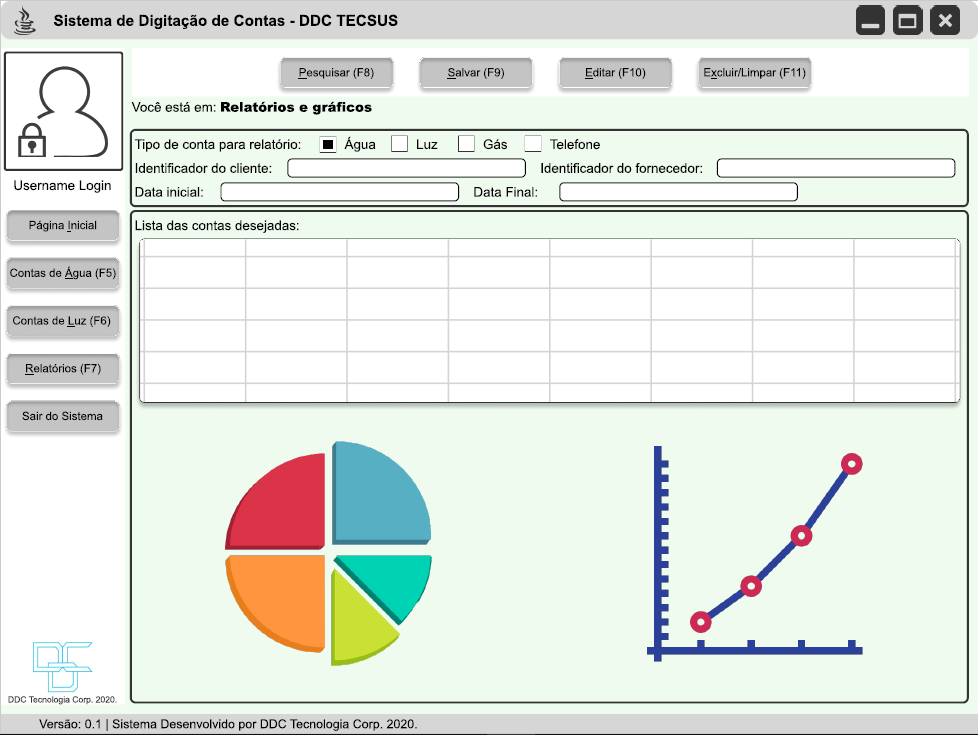 Sistema de Digitação de Contas - DDC TECSUS
Pesquisar (F8) Salvar (F9) Editar (F10) Excluir/Limpar (F11)
Você está em: Relatórios e gráficos
Tipo de conta para relatório: Água Luz Gás Telefone
Identificador do cliente: Identificador do fornecedor:
Data inicial: Data Final:
Username Login
Página Inicial
Contas de Água (F5)
Contas de Luz (F6)
Relatórios (F7)
Sair do Sistema
Lista das contas desejadas:
DDC Tecnologia Corp. 2020.
Versão: 0.1 | Sistema Desenvolvido por DDC Tecnologia Corp. 2020.